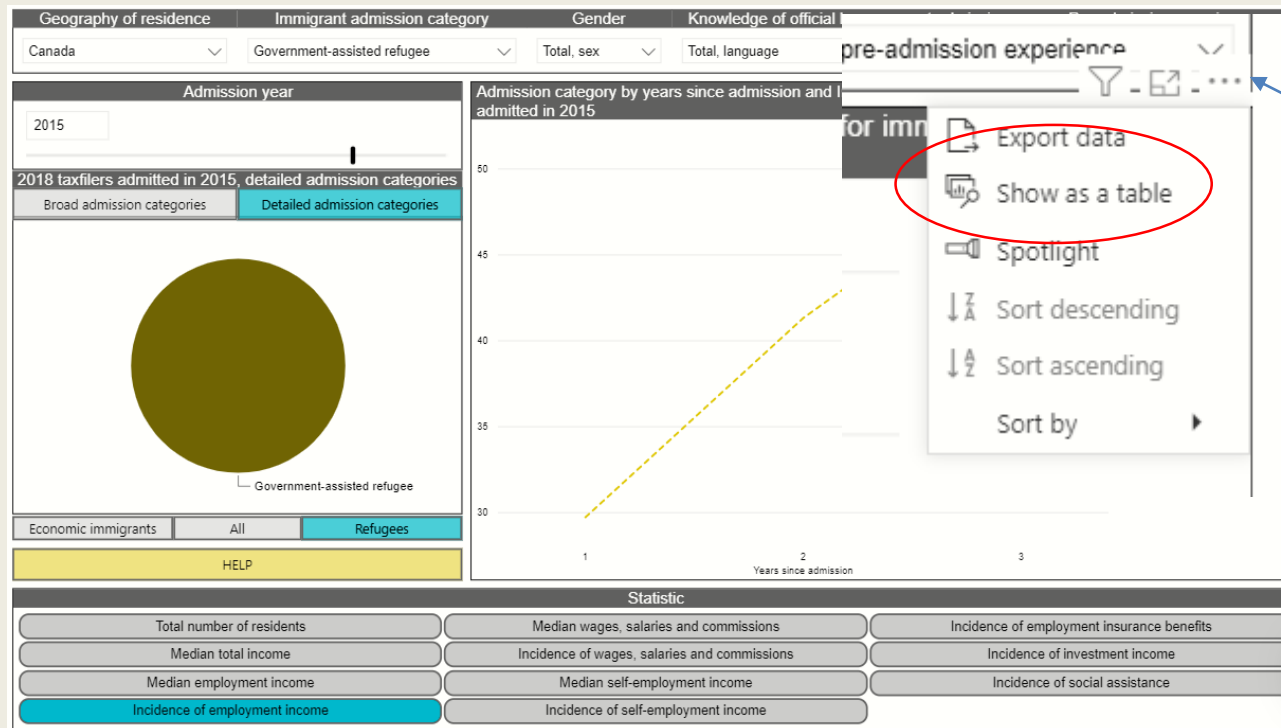 Geography of residence
Immigrant admission category
Gender
Knowledge of official
Canada
Government-assisted refugee
Total, sex
Total, language
pre-admission experience
Admission year
2015
2018 taxfilers admitted in 2015, detailed admission categories
Broad admission categories
Detailed admission categories
Government-assisted refugee
Economic immigrants
All
Refugees
HELP
Admission category by years since admission and
admitted in 2015
for imm
50
45
40
35
30
1
2
3
Years since admission
Export data
Show as a table
Spotlight
Sort descending
Sort ascending
Sort by
Statistic
Total number of residents
Median wages, salaries and commissions
Incidence of employment insurance benefits
Median total income
Incidence of wages, salaries and commissions
Incidence of investment income
Median employment income
Median self-employment income
Incidence of social assistance
Incidence of employment income
Incidence of self-employment income